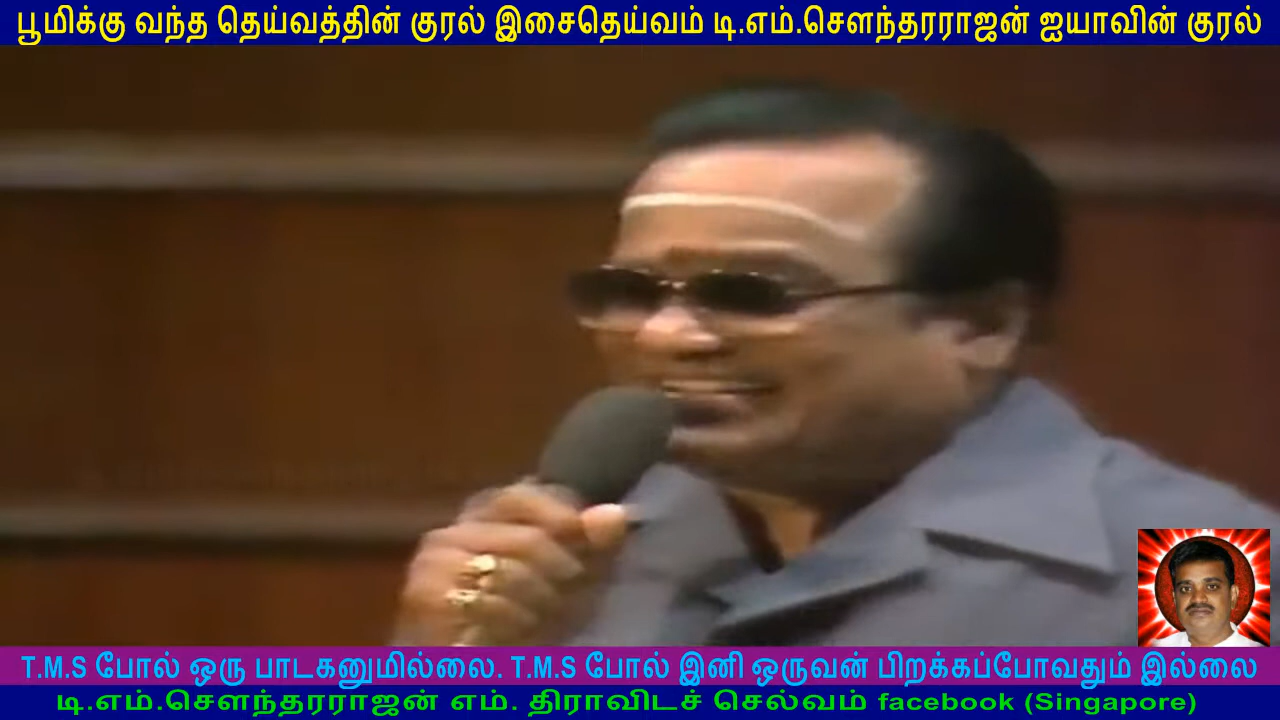 பூமிக்கு வந்த தெய்வத்தின் குரல் இசைதெய்வம் டி.எம்.சௌந்தரராஜன் ஐயாவின் குரல்
T.M.S போல் ஒரு பாடகனுமில்லை. T.M.S போல் இனி ஒருவன் பிறக்கப்போவதும் இல்லை
டி.எம்.சௌந்தரராஜன் எம். திராவிடச் செல்வம் facebook (Singapore)